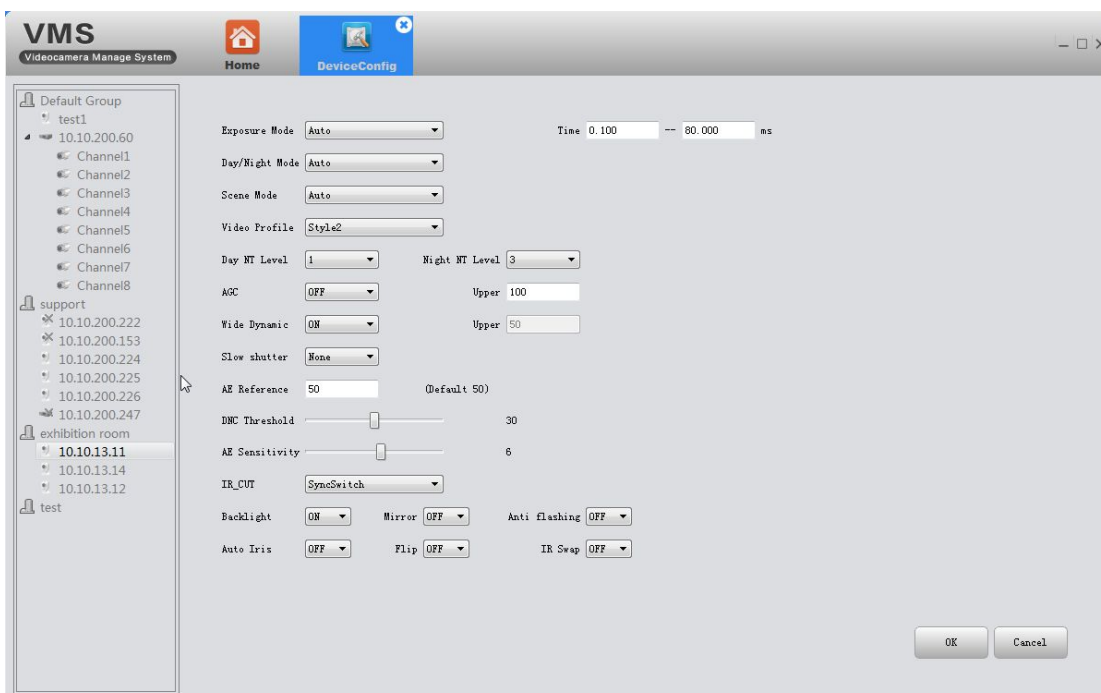 VMS
Videocamera Manage System
Home
DeviceConfig
Default Group
test1
10.10.200.60
Channel1
Channel2
Channel3
Channel4
Channel5
Channel6
Channel7
Channel8
support
10.10.200.222
10.10.200.153
10.10.200.224
10.10.200.225
10.10.200.226
10.10.200.247
exhibition room
10.10.13.11
10.10.13.14
10.10.13.12
test
Exposure Mode Auto Time 0.100 -- 80.000 ms
Day/Night Mode Auto
Scene Mode Auto
Video Profile Style2
Day NT Level 1 Night NT Level 3
AGC OFF Upper 100
Wide Dynamic ON Upper 50
Slow shutter None
AE Reference 50 (Default 50)
DNC Threshold 30
AE Sensitivity 6
IR_CUT SyncSwitch
Backlight ON Mirror OFF Anti flashing OFF
Auto Iris OFF Flip OFF IR Swap OFF
OK Cancel